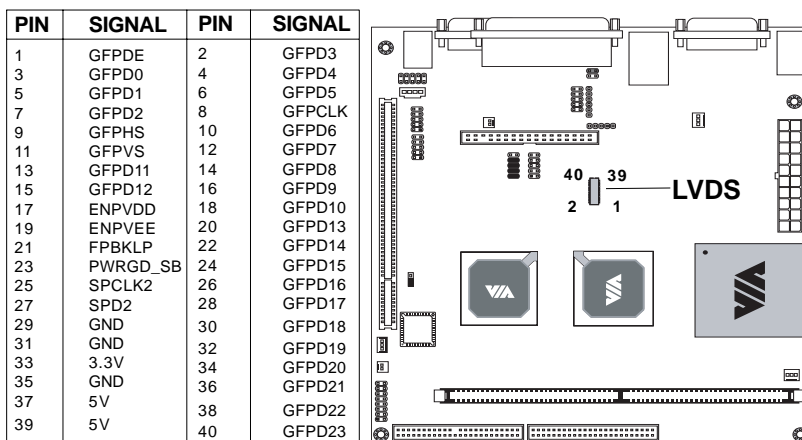 PIN SIGNAL PIN SIGNAL
1 GFPDE 2 GFPD3
3 GFPD0 4 GFPD4
5 GFPD1 6 GFPD5
7 GFPD2 8 GFPCLK
9 GFPHS 10 GFPD6
11 GFPVS 12 GFPD7
13 GFPD11 14 GFPD8
15 GFPD12 16 GFPD9
17 ENPVDD 18 GFPD10
19 ENPVEE 20 GFPD13
21 FPBKLP 22 GFPD14
23 PWRGD_SB 24 GFPD15
25 SPCLK2 26 GFPD16
27 SPD2 28 GFPD17
29 GND 30 GFPD18
31 GND 32 GFPD19
33 3.3V 34 GFPD20
35 GND 36 GFPD21
37 5V 38 GFPD22
39 5V 40 GFPD23
40 39
LVDS
2 1
VIA
VIA
VIA